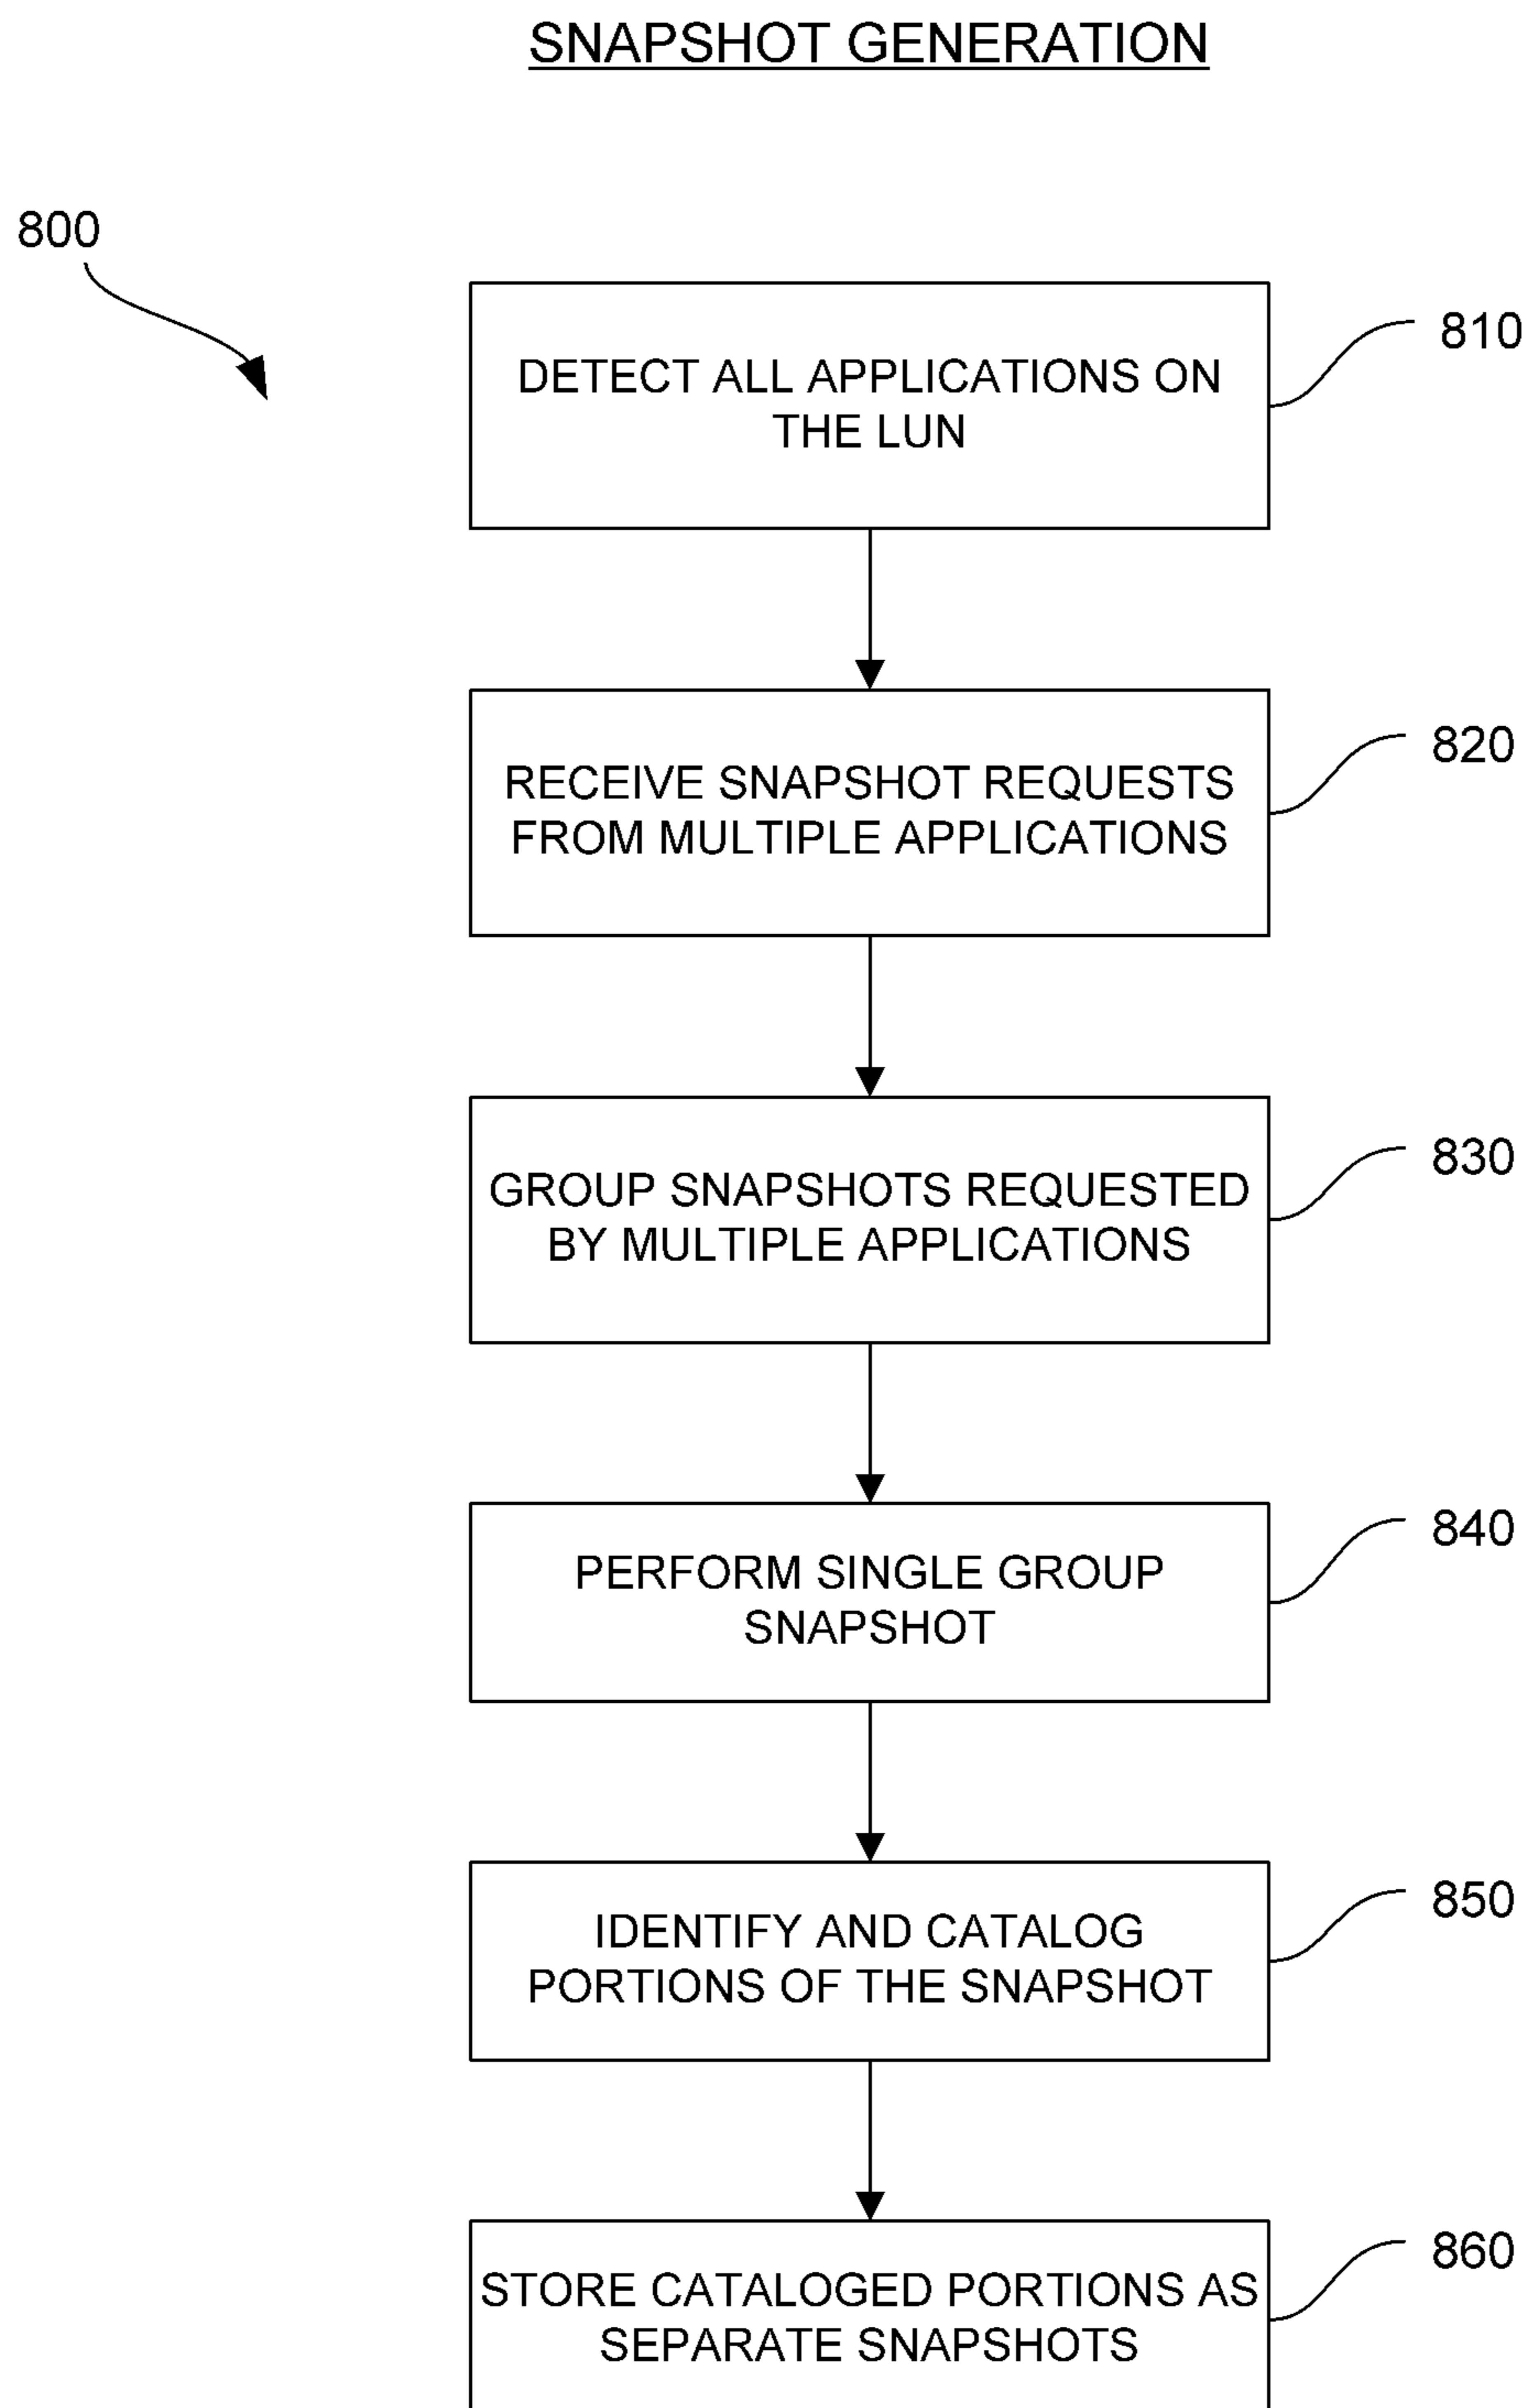 SNAPSHOT GENERATION
800
DETECT ALL APPLICATIONS ON
THE LUN
810
RECEIVE SNAPSHOT REQUESTS
FROM MULTIPLE APPLICATIONS
820
GROUP SNAPSHOTS REQUESTED
BY MULTIPLE APPLICATIONS
830
PERFORM SINGLE GROUP
SNAPSHOT
840
IDENTIFY AND CATALOG
PORTIONS OF THE SNAPSHOT
850
STORE CATALOGED PORTIONS AS
SEPARATE SNAPSHOTS
860